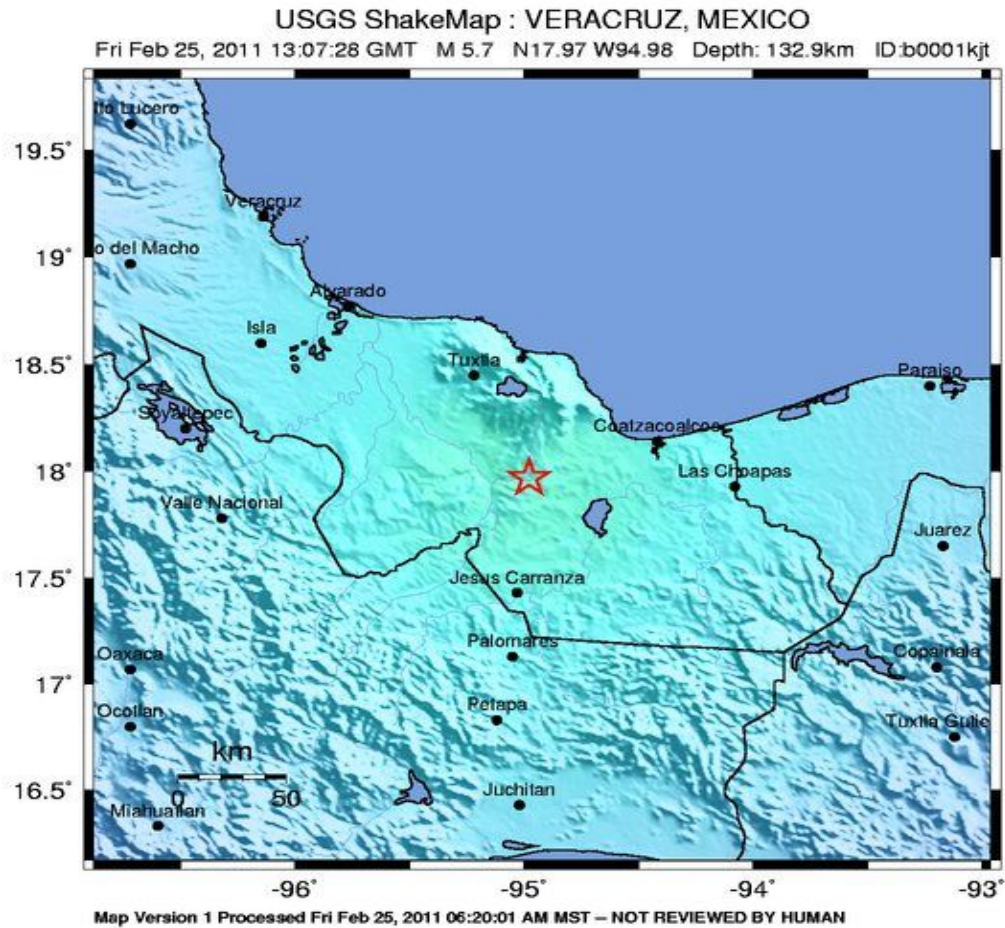 USGS ShakeMap : VERACRUZ, MEXICO
Fri Feb 25, 2011 13:07:28 GMT M 5.7 N17.97 W94.98 Depth: 132.9km ID:b0001kjt
llo Lucero
19.5°
Veracruz
19°
o del Macho
Alvarado
Isla
18.5°
Tuxtla
Paraiso
Soyaltepec
Coatzacoalcos
18°
Las Choapas
Valle Nacional
Juarez
17.5°
Jesus Carranza
Palomares
Oaxaca
Copainala
17°
Ocotlan
Petapa
Tuxtla Gutie
km
16.5°
0 50
Juchitan
Miahuatlan
-96 -95 -94 -93
Map Version 1 Processed Fri Feb 25, 2011 06:20:01 AM MST – NOT REVIEWED BY HUMAN